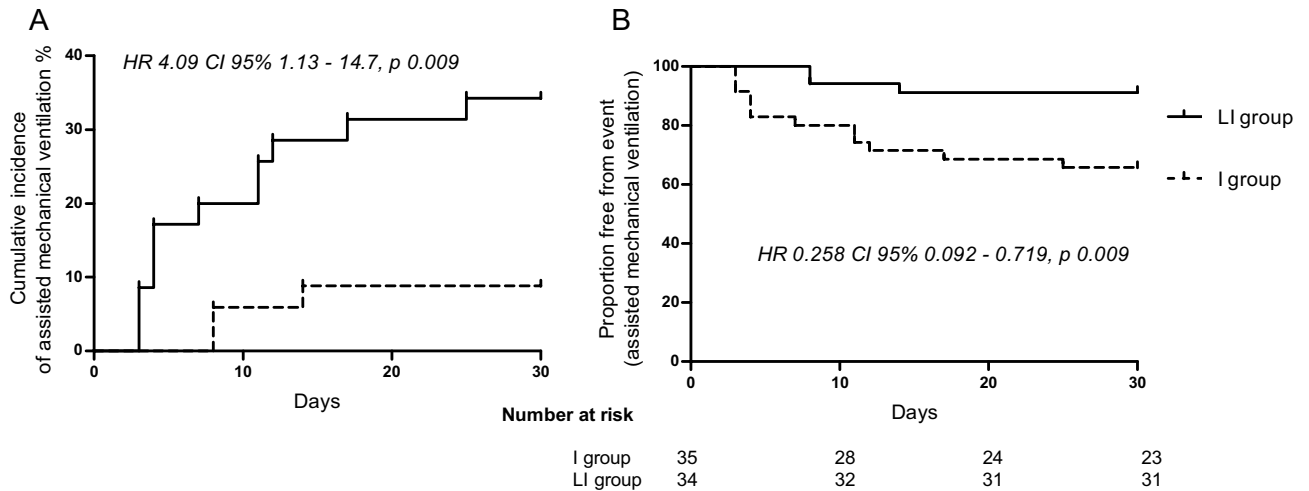 A
HR 4.09 CI 95% 1.13 - 14.7, p 0.009
Cumulative incidence
of assisted mechanical ventilation %
40
30
20
10
0
0 10 20 30
Days
B
Proportion free from event
(assisted mechanical ventilation)
100
80
60
40
20
0
HR 0.258 CI 95% 0.092 - 0.719, p 0.009
0 10 20 30
Days
LI group
I group
Number at risk
I group 35 28 24 23
LI group 34 32 31 31